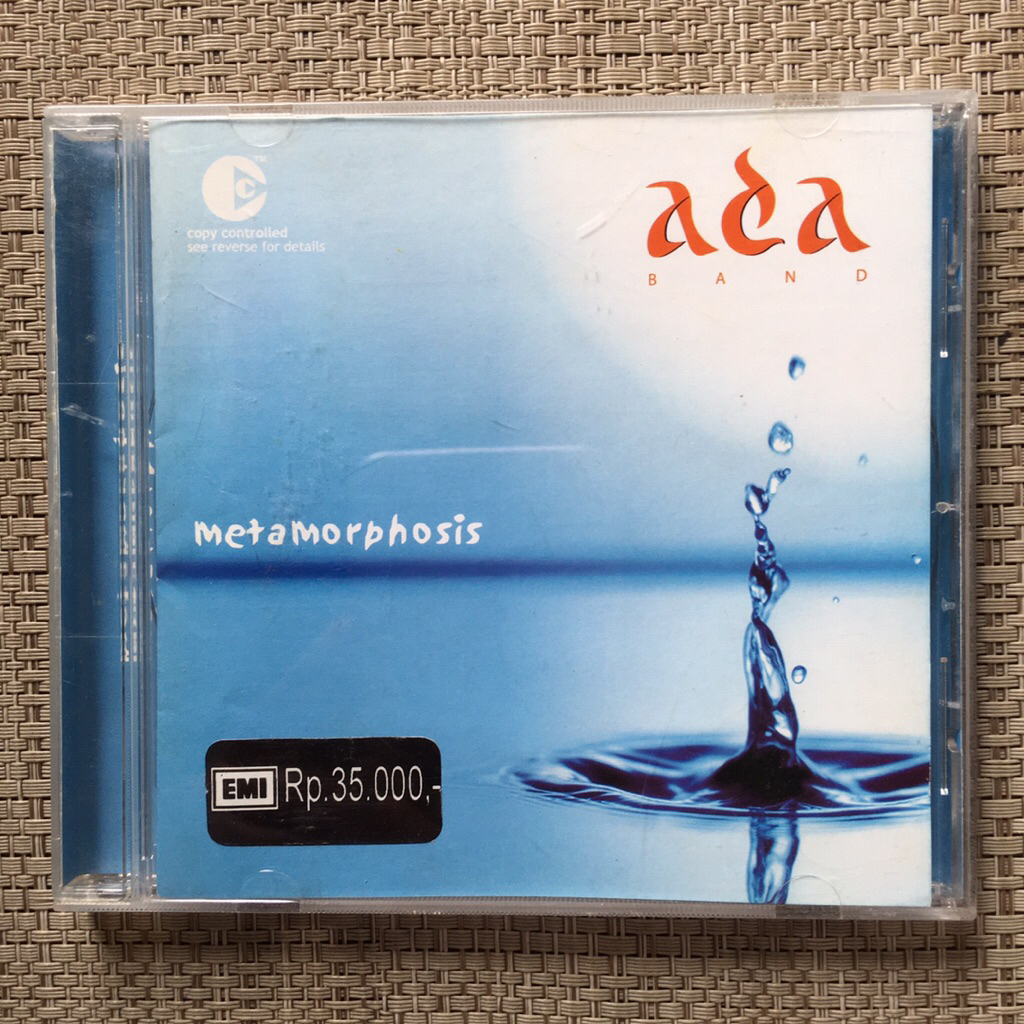 copy controlled
see reverse for details
ada
BAND
metamorphosis
EMI Rp.35.000,-